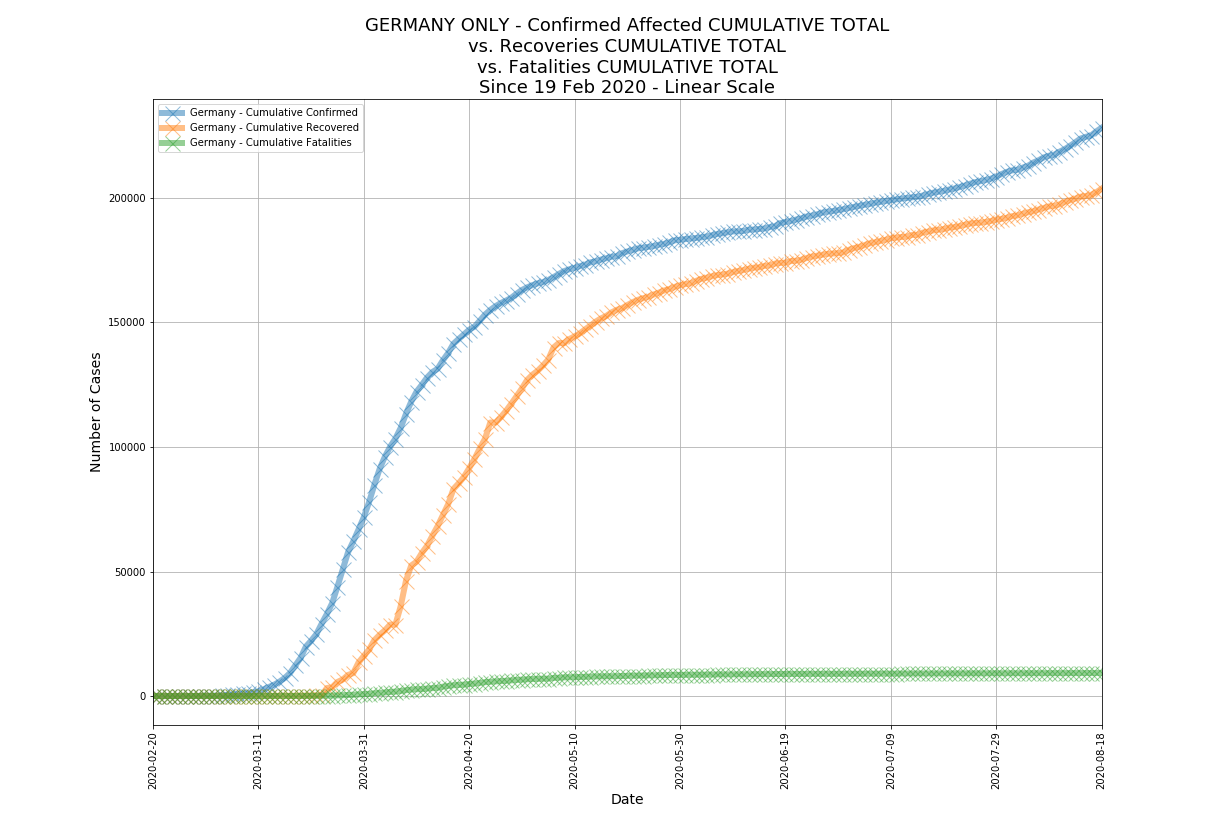 GERMANY ONLY - Confirmed Affected CUMULATIVE TOTAL
vs. Recoveries CUMULATIVE TOTAL
vs. Fatalities CUMULATIVE TOTAL
Since 19 Feb 2020 - Linear Scale
Germany - Cumulative Confirmed
Germany - Cumulative Recovered
Germany - Cumulative Fatalities
Number of Cases
200000
150000
100000
50000
0
2020-02-20
2020-03-11
2020-03-31
2020-04-20
2020-05-10
2020-05-30
2020-06-19
2020-07-09
2020-07-29
2020-08-18
Date